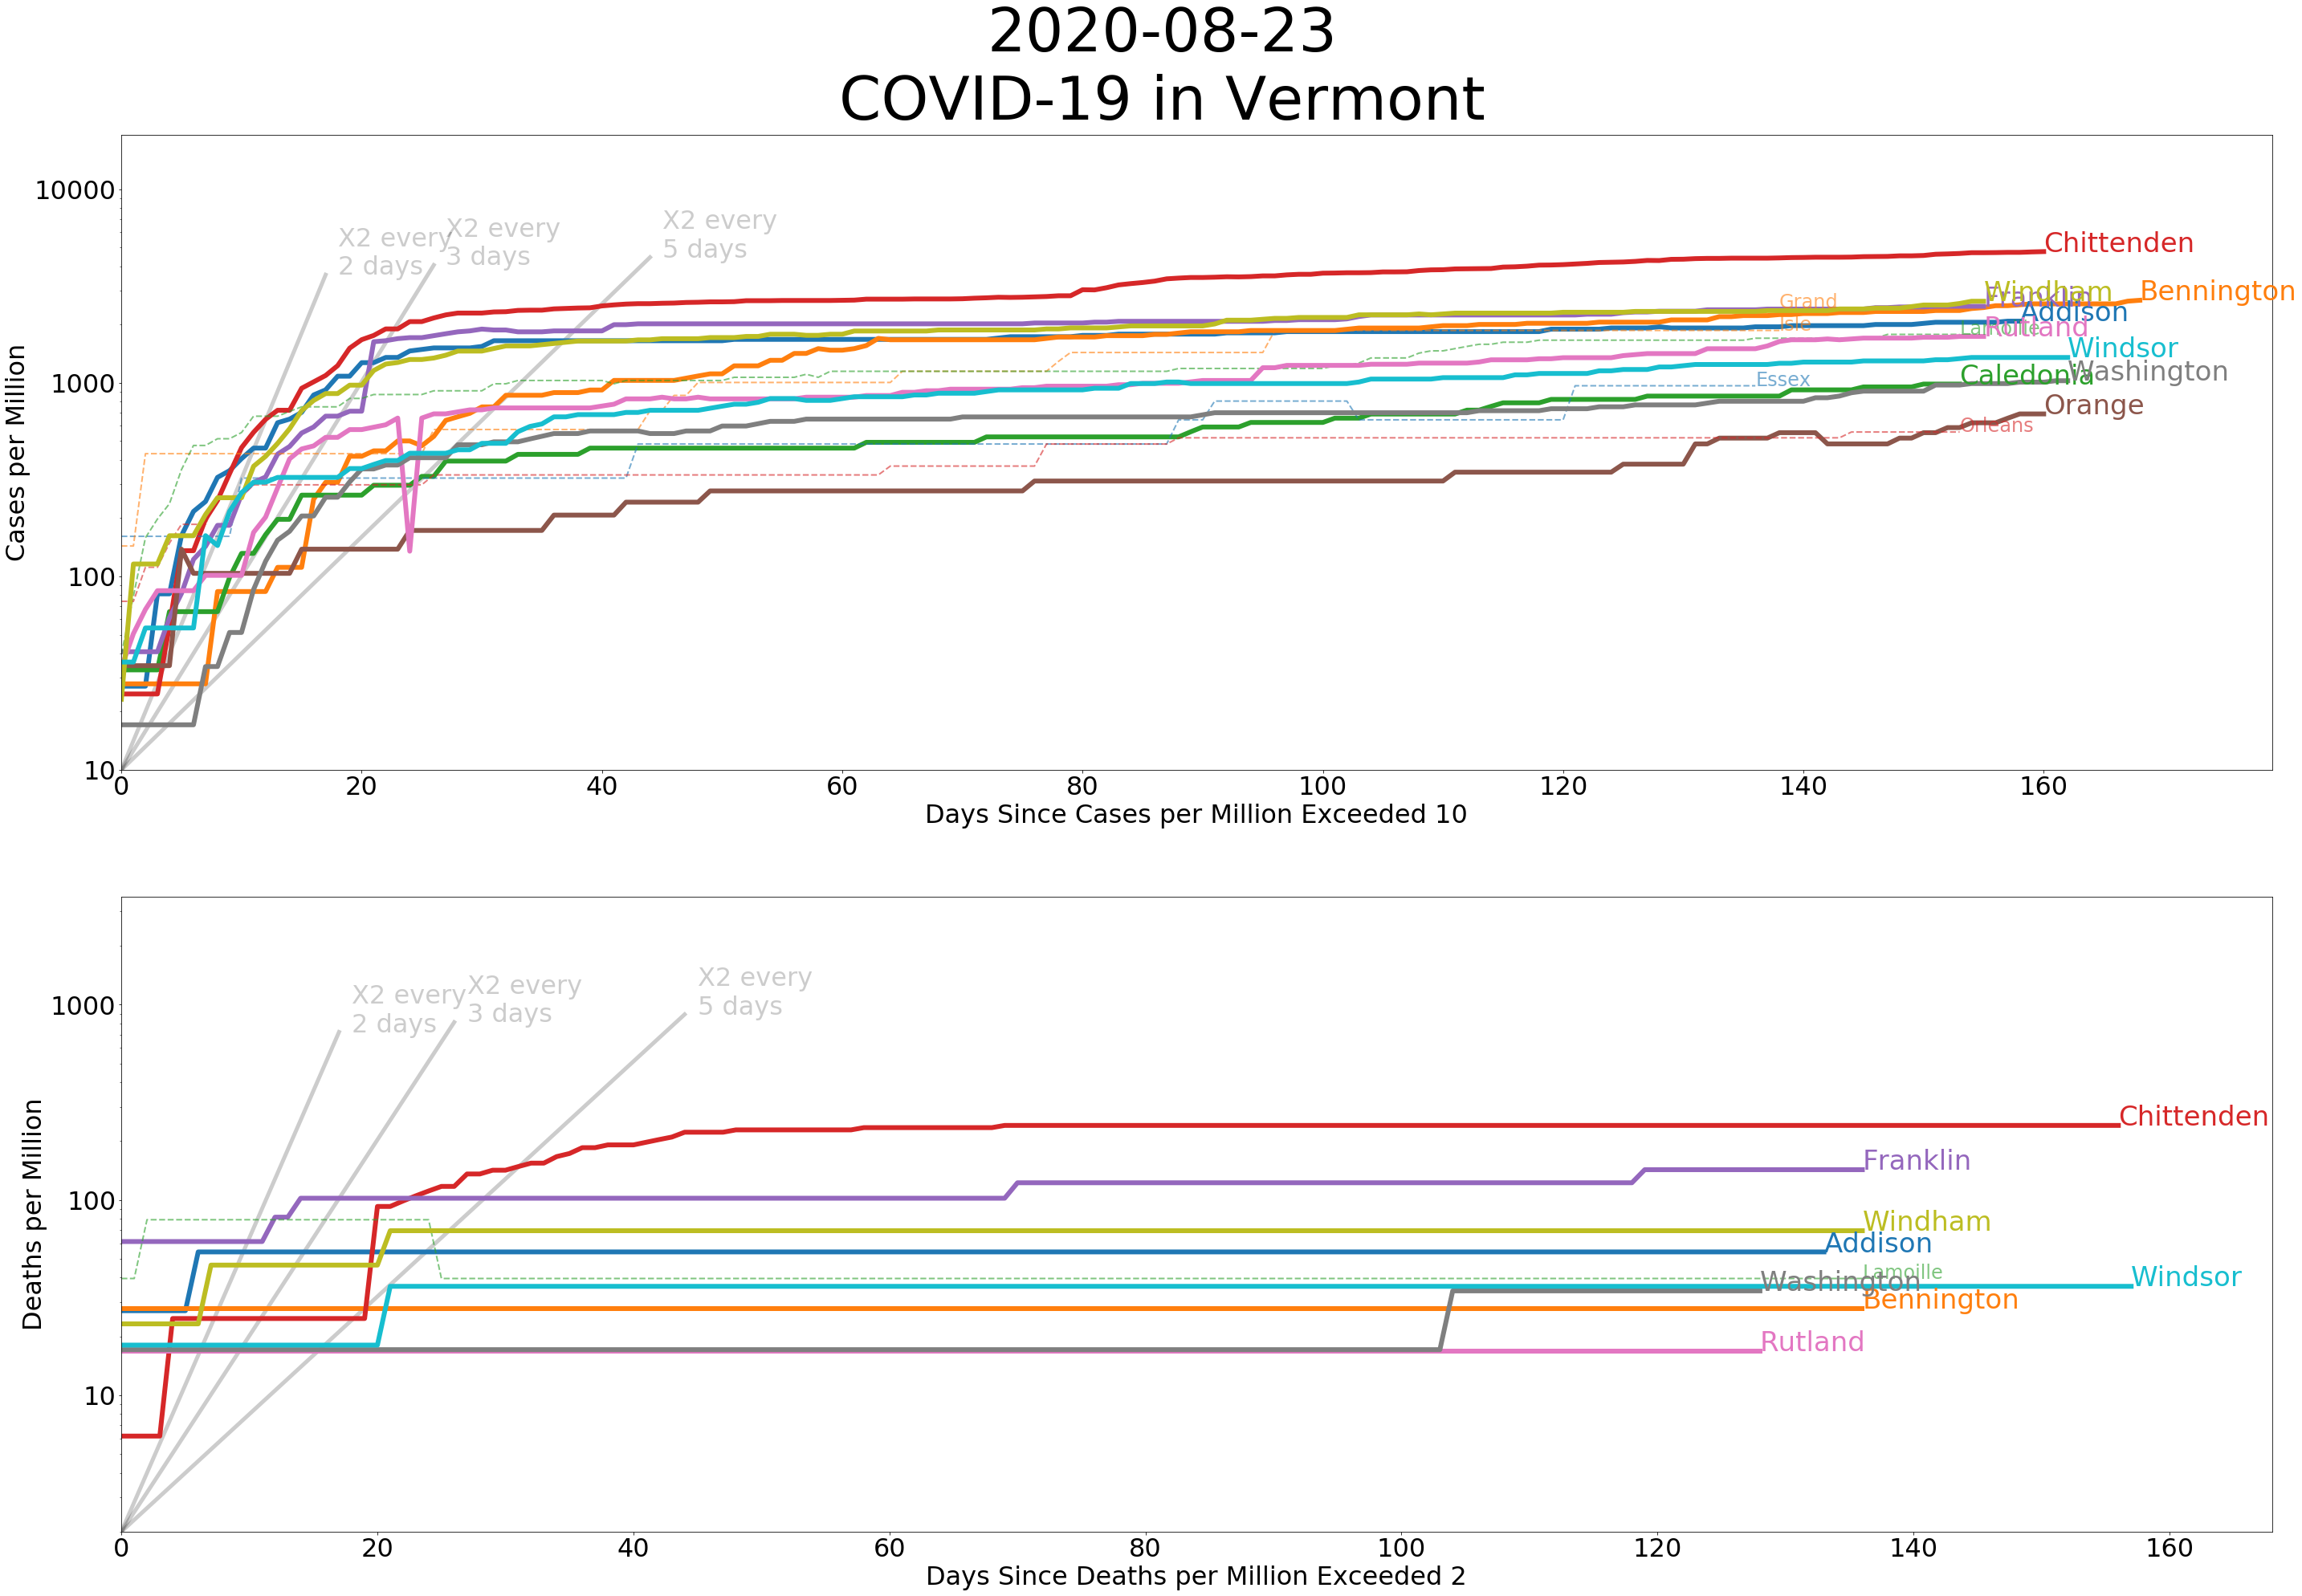 2020-08-23
COVID-19 in Vermont
Cases per Million
10000
1000
100
10
X2 every
2 days
X2 every
3 days
X2 every
5 days
Chittenden
Bennington
Windham
Franklin
Grand
Isle
Addison
Lamoille
Rutland
Windsor
Washington
Caledonia
Essex
Orange
Orleans
0 20 40 60 80 100 120 140 160
Days Since Cases per Million Exceeded 10
Deaths per Million
1000
100
10
X2 every
2 days
X2 every
3 days
X2 every
5 days
Chittenden
Franklin
Windham
Addison
Lamoille
Washington
Windsor
Bennington
Rutland
0 20 40 60 80 100 120 140 160
Days Since Deaths per Million Exceeded 2